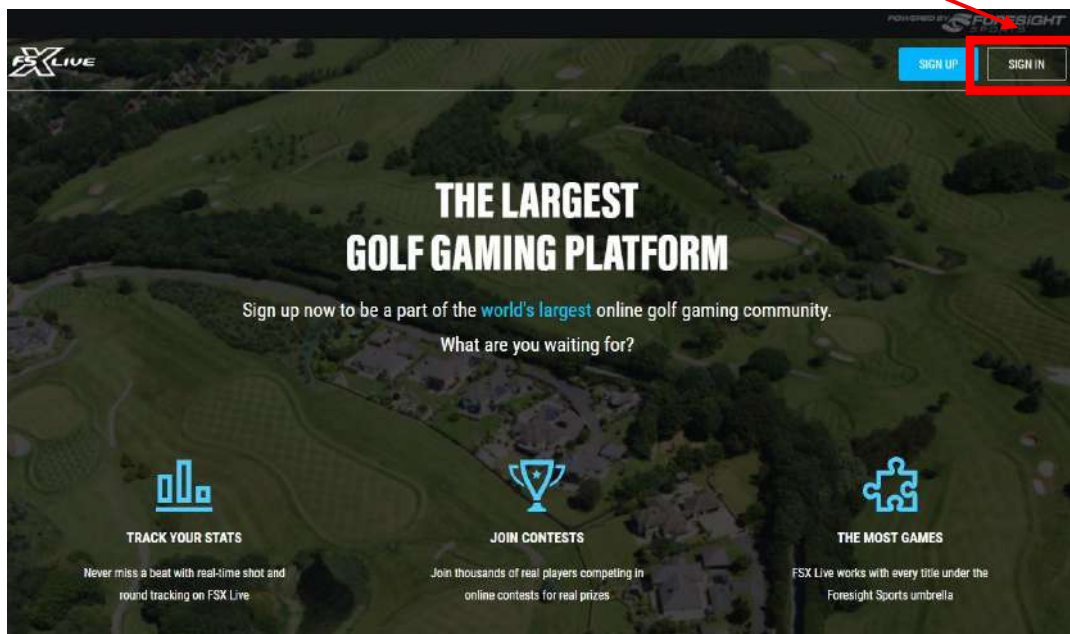 POWERED BY FORESIGHT
SPORTS
FSX LIVE
SIGN UP
SIGN IN
THE LARGEST
GOLF GAMING PLATFORM
Sign up now to be a part of the world's largest online golf gaming community.
What are you waiting for?
TRACK YOUR STATS
Never miss a beat with real-time shot and
round tracking on FSX Live
JOIN CONTESTS
Join thousands of real players competing in
online contests for real prizes
THE MOST GAMES
FSX Live works with every title under the
Foresight Sports umbrella